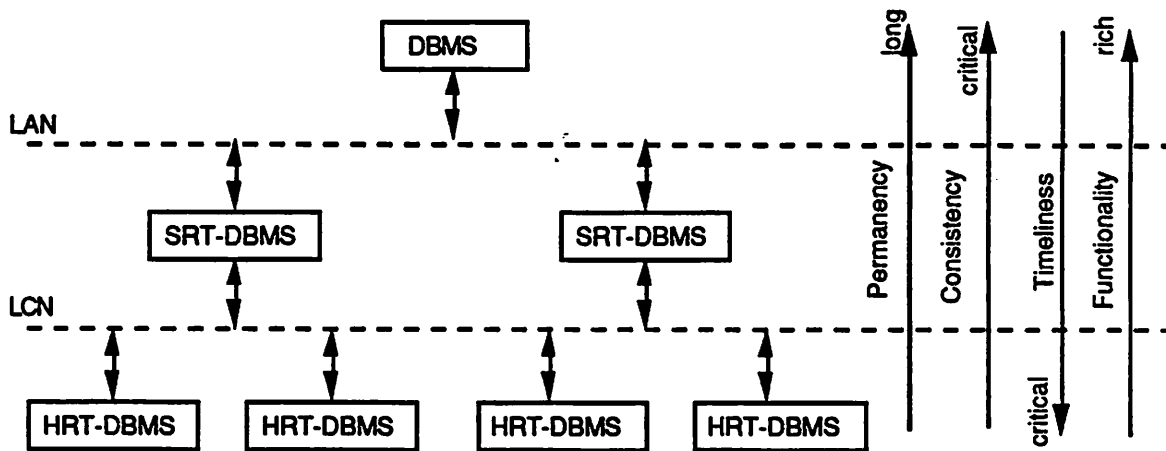 DBMS
long
critical
rich
LAN
SRT-DBMS
SRT-DBMS
Permanency
Consistency
Timeliness
Functionality
LCN
critical
HRT-DBMS
HRT-DBMS
HRT-DBMS
HRT-DBMS